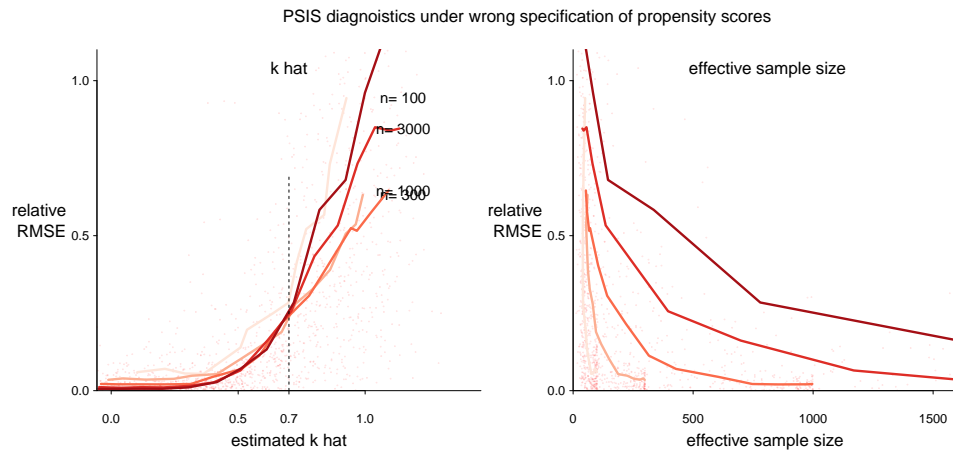 PSIS diagnoistics under wrong specification of propensity scores
k hat
effective sample size
1.0
n= 100
n= 3000
n= 1000
n= 300
relative
RMSE
0.5
0.0
0.0
0.5
0.7
1.0
estimated k hat
1.0
relative
RMSE
0.5
0.0
0
500
1000
1500
effective sample size